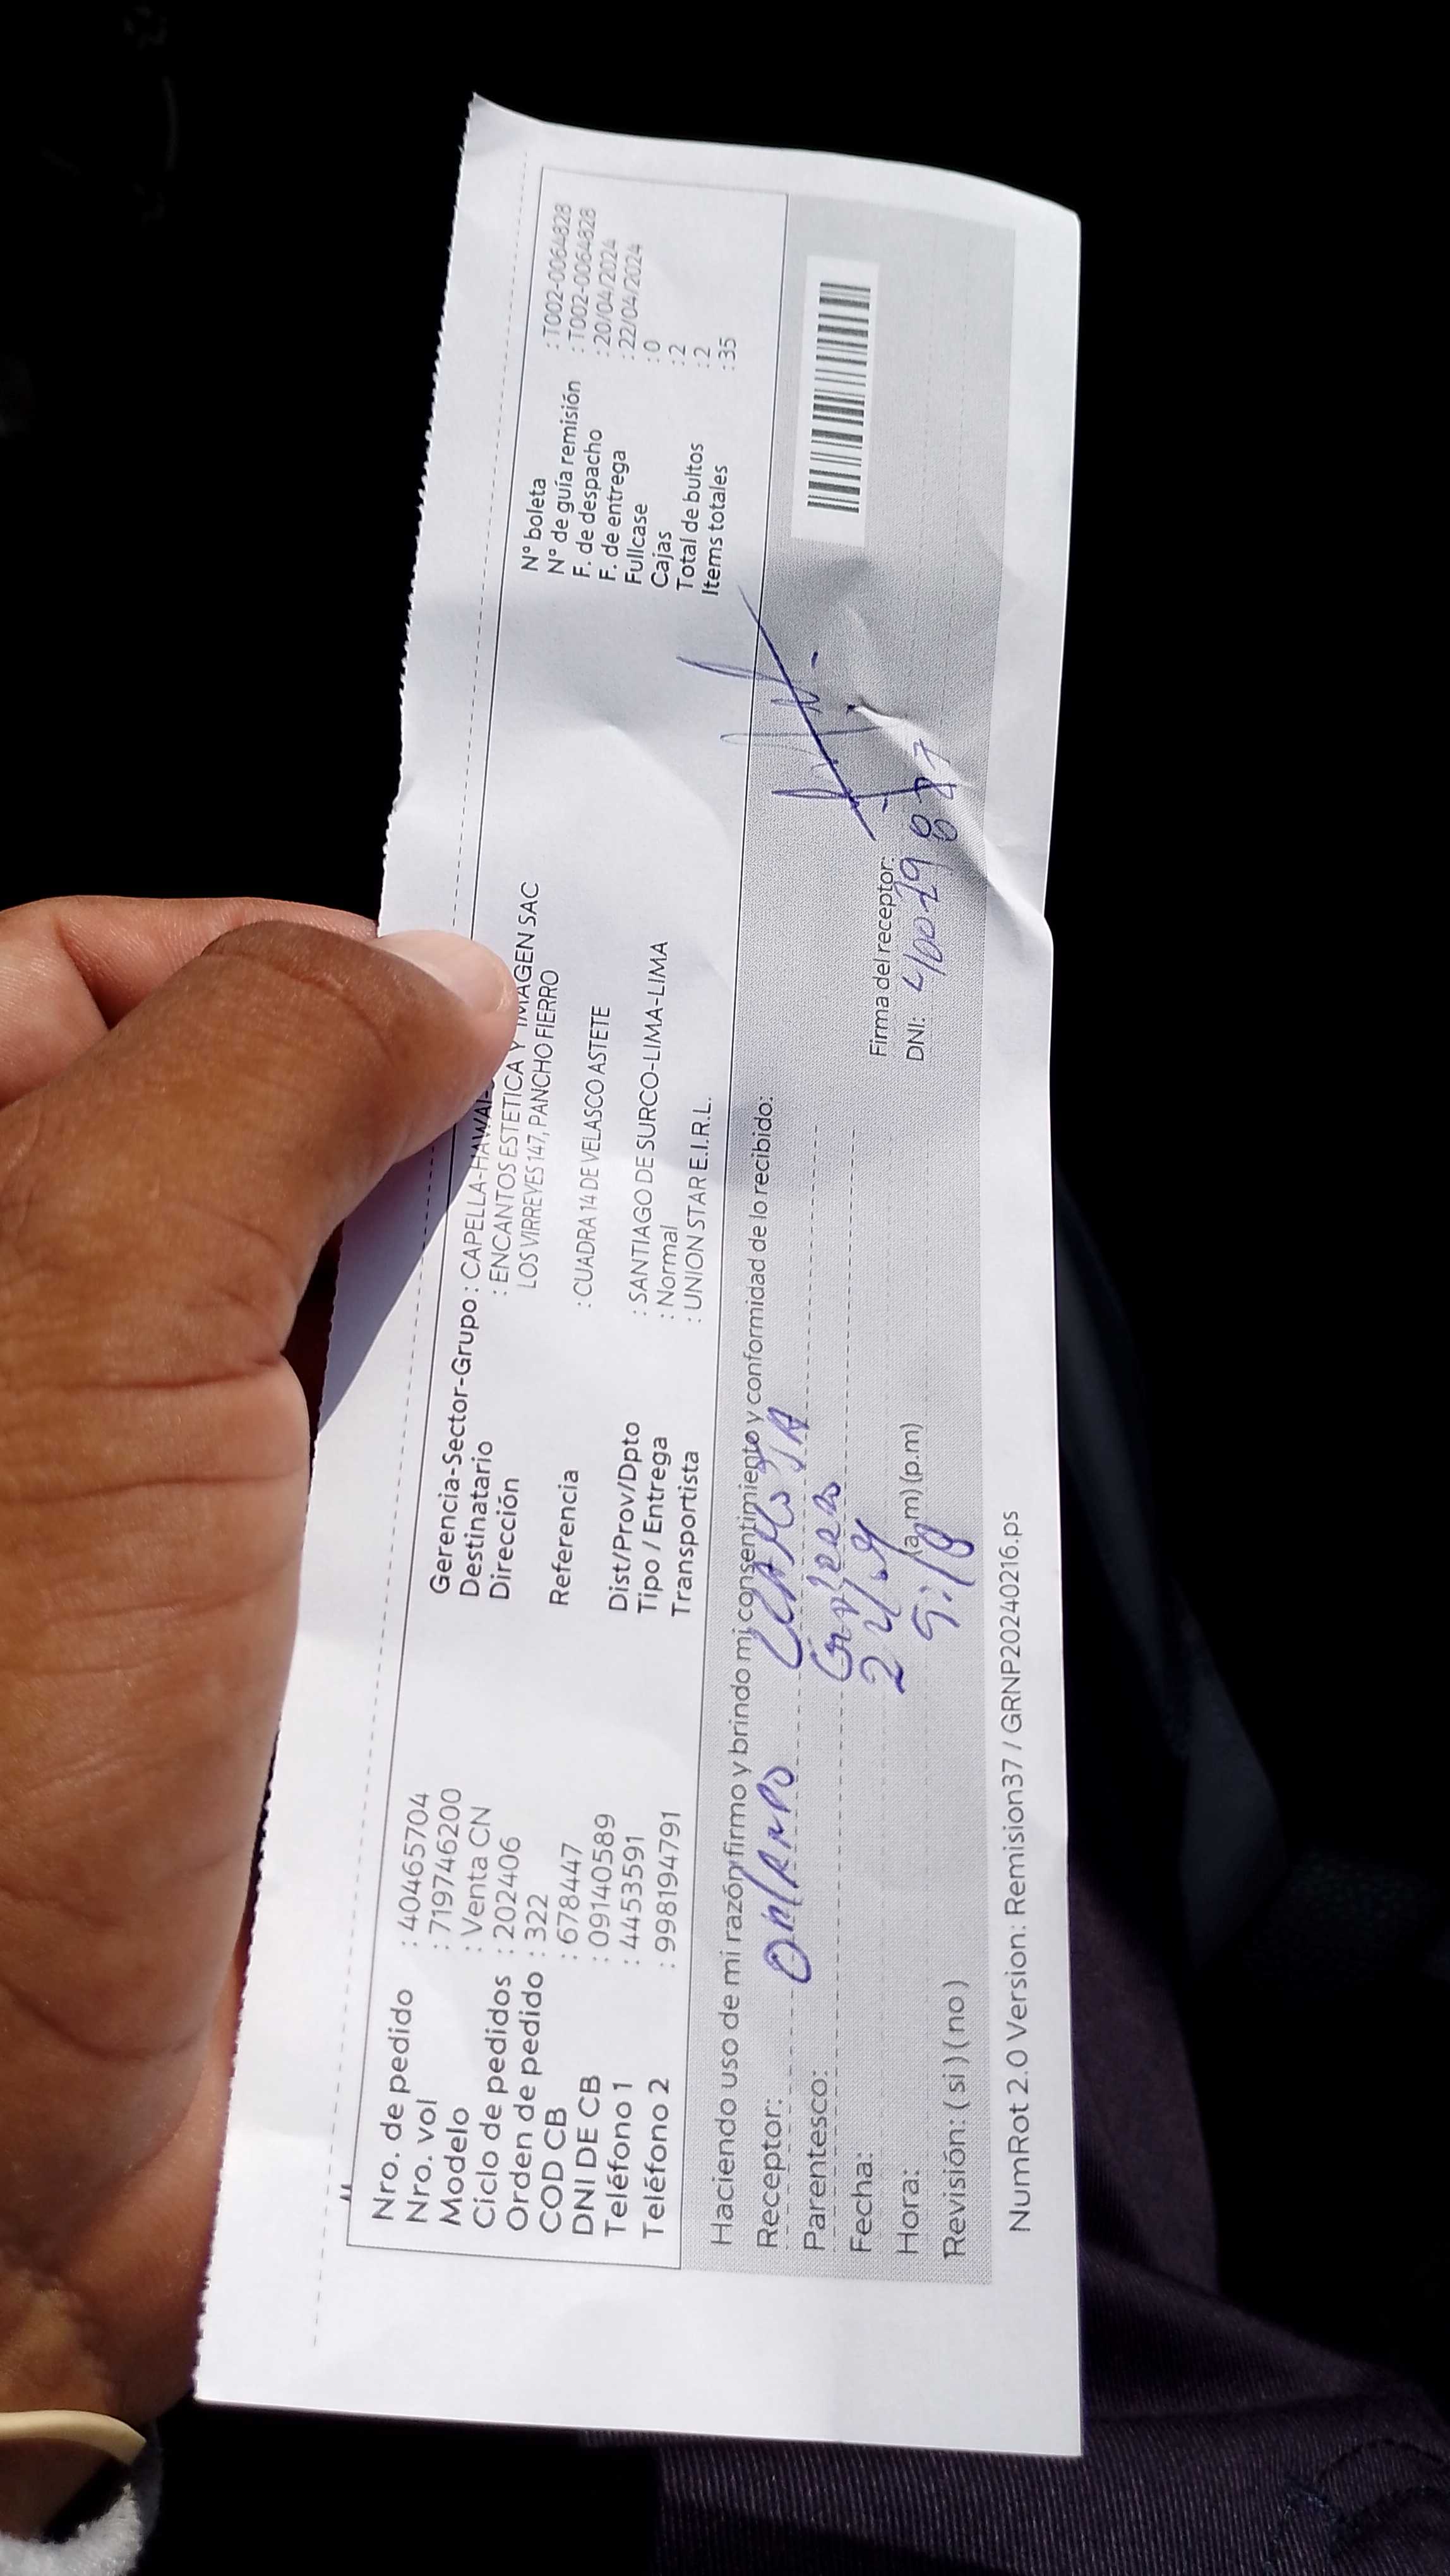 Nro. de pedido : 40465704
Nro. vol : 719746200
Modelo : Venta CN
Ciclo de pedidos : 202406
Orden de pedido : 322
COD CB : 678447
DNI DE CB : 09140589
Teléfono 1 : 4453591
Teléfono 2 : 998194791
Gerencia-Sector-Grupo : CAPELLA-HAWAI-
Destinatario : ENCANTOS ESTETICA Y IMAGEN SAC
Dirección LOS VIRREYES 147, PANCHO FIERRO
Referencia : CUADRA 14 DE VELASCO ASTETE
Dist/Prov/Dpto : SANTIAGO DE SURCO-LIMA-LIMA
Tipo / Entrega : Normal
Transportista : UNION STAR E.I.R.L.
N° boleta : T002-0064828
N° de guía remisión : T002-0064828
F. de despacho : 20/04/2024
F. de entrega : 22/04/2024
Fullcase : 0
Cajas : 2
Total de bultos : 2
Items totales : 35
Haciendo uso de mi razón firmo y brindo mi consentimiento y conformidad de lo recibido:
Receptor:
Parentesco:
Fecha:
Hora: (a.m) (p.m)
Revisión: ( si ) ( no )
Firma del receptor:
DNI:
NumRot 2.0 Version: Remision37 / GRNP20240216.ps